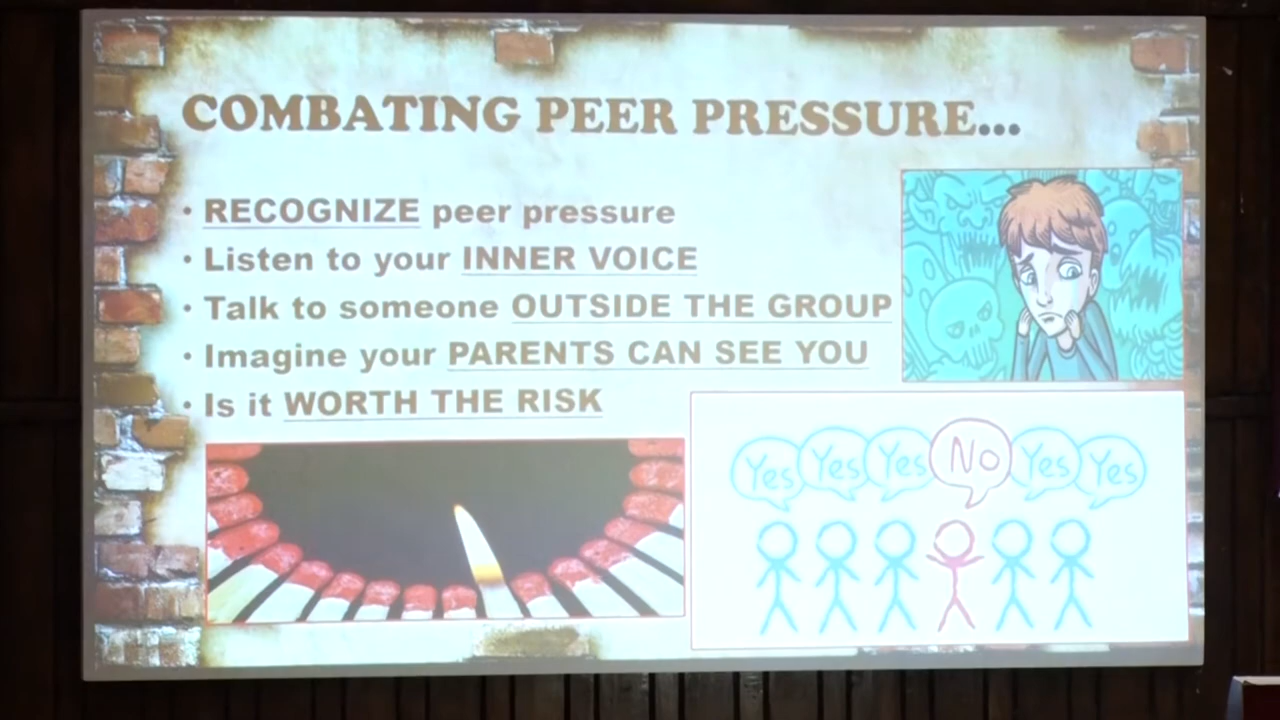 COMBATING PEER PRESSURE...
• RECOGNIZE peer pressure
• Listen to your INNER VOICE
• Talk to someone OUTSIDE THE GROUP
• Imagine your PARENTS CAN SEE YOU
• Is it WORTH THE RISK
Yes Yes Yes No Yes Yes